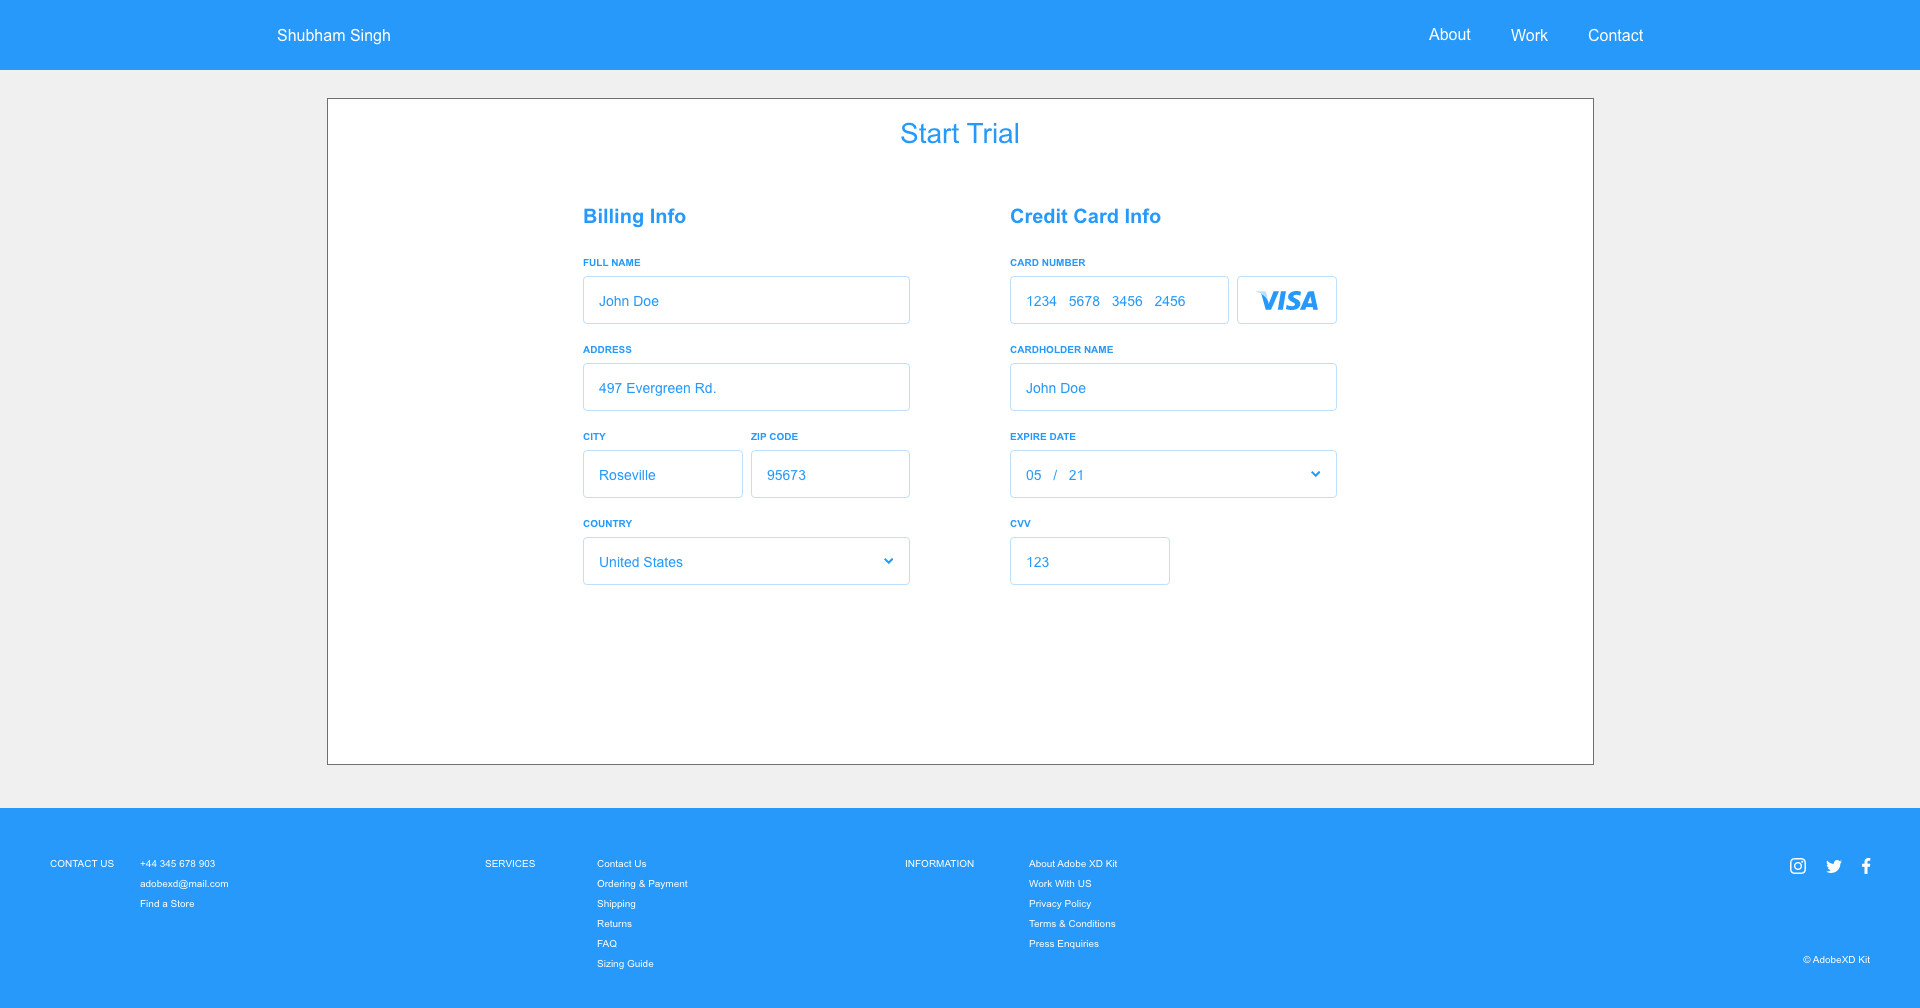 Shubham Singh
About Work Contact
Start Trial
Billing Info
FULL NAME
John Doe
ADDRESS
497 Evergreen Rd.
CITY ZIP CODE
Roseville 95673
COUNTRY
United States
Credit Card Info
CARD NUMBER
1234 5678 3456 2456 VISA
CARDHOLDER NAME
John Doe
EXPIRE DATE
05 / 21
CVV
123
CONTACT US
+44 345 678 903
adobexd@mail.com
Find a Store
SERVICES
Contact Us
Ordering & Payment
Shipping
Returns
FAQ
Sizing Guide
INFORMATION
About Adobe XD Kit
Work With US
Privacy Policy
Terms & Conditions
Press Enquiries
© AdobeXD Kit